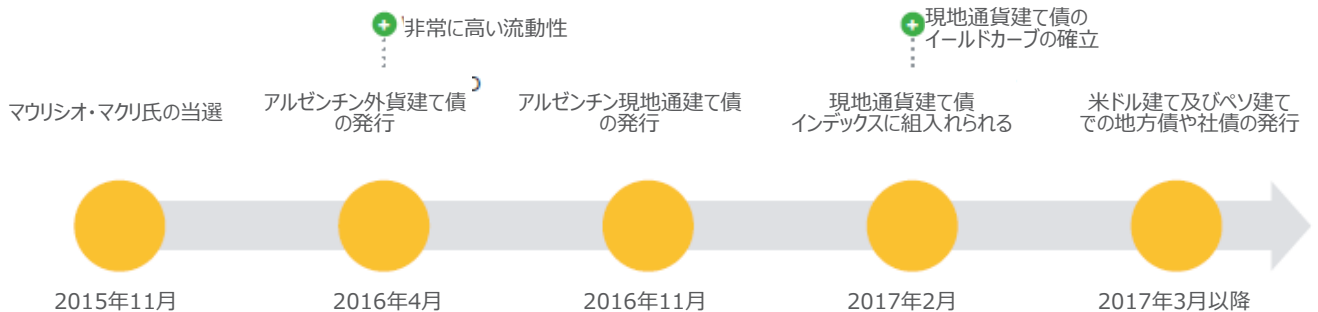 非常に高い流動性
現地通貨建て債の
イールドカーブの確立
マウリシオ・マクリ氏の当選
アルゼンチン外貨建て債
の発行
アルゼンチン現地通建て債
の発行
現地通貨建て債
インデックスに組入れられる
米ドル建て及びペソ建て
での地方債や社債の発行
2015年11月
2016年4月
2016年11月
2017年2月
2017年3月以降